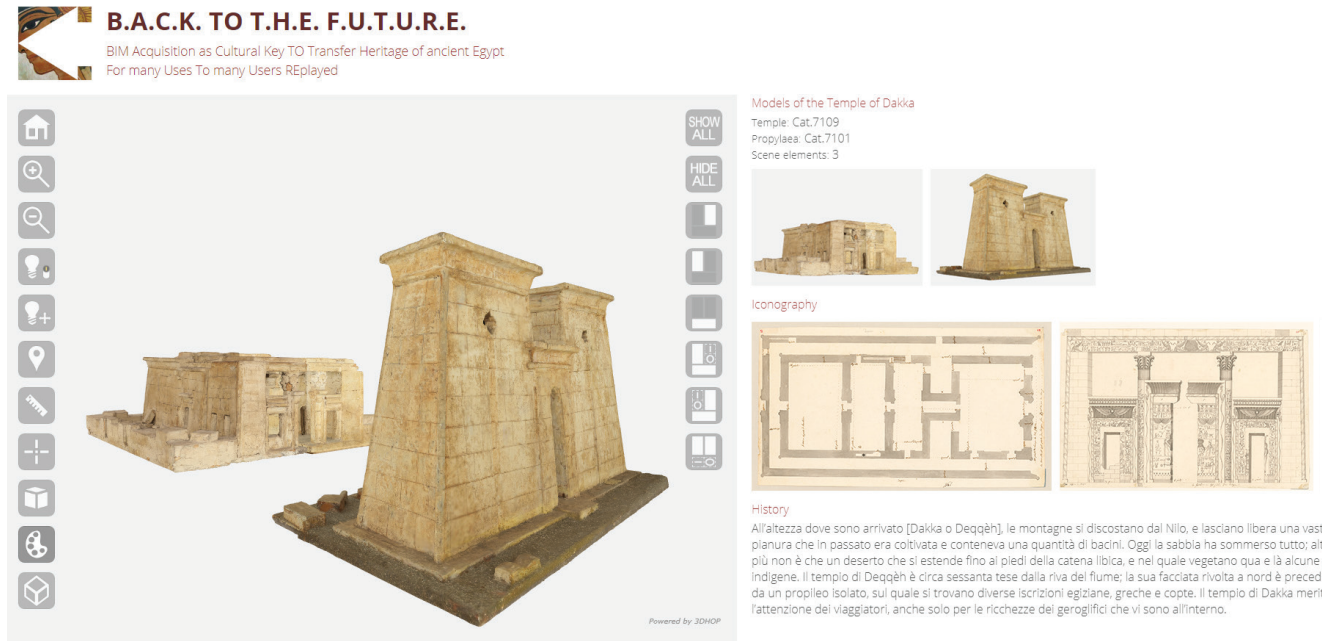 B.A.C.K. TO T.H.E. F.U.T.U.R.E.
BIM Acquisition as Cultural Key TO Transfer Heritage of ancient Egypt
For many Uses To many Users REplayed
SHOW
ALL
HIDE
ALL
Powered by 3DHOP
Models of the Temple of Dakka
Temple: Cat.7109
Propylaea: Cat.7101
Scene elements: 3
Iconography
History
All'altezza dove sono arrivato [Dakka o Deqqèh], le montagne si discostano dal Nilo, e lasciano libera una vast
pianura che in passato era coltivata e conteneva una quantità di bacini. Oggi la sabbia ha sommerso tutto; alt
più non è che un deserto che si estende fino ai piedi della catena libica, e nel quale vegetano qua e là alcune
indigene. Il tempio di Deqqèh è circa sessanta tese dalla riva del fiume; la sua facciata rivolta a nord è preced
da un propileo isolato, sul quale si trovano diverse iscrizioni egiziane, greche e copte. Il tempio di Dakka merit
l'attenzione dei viaggiatori, anche solo per le ricchezze dei geroglifici che vi sono all'interno.